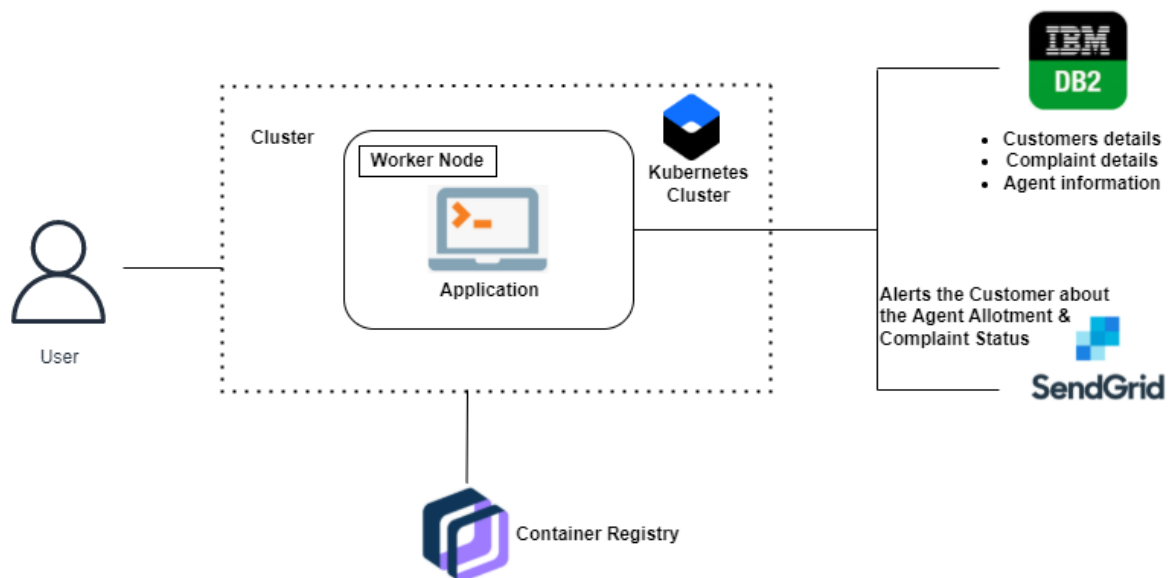 IBM
DB2
Customers details
Complaint details
Agent information
Cluster
Worker Node
Kubernetes
Cluster
Application
User
Alerts the Customer about
the Agent Allotment &
Complaint Status
SendGrid
Container Registry